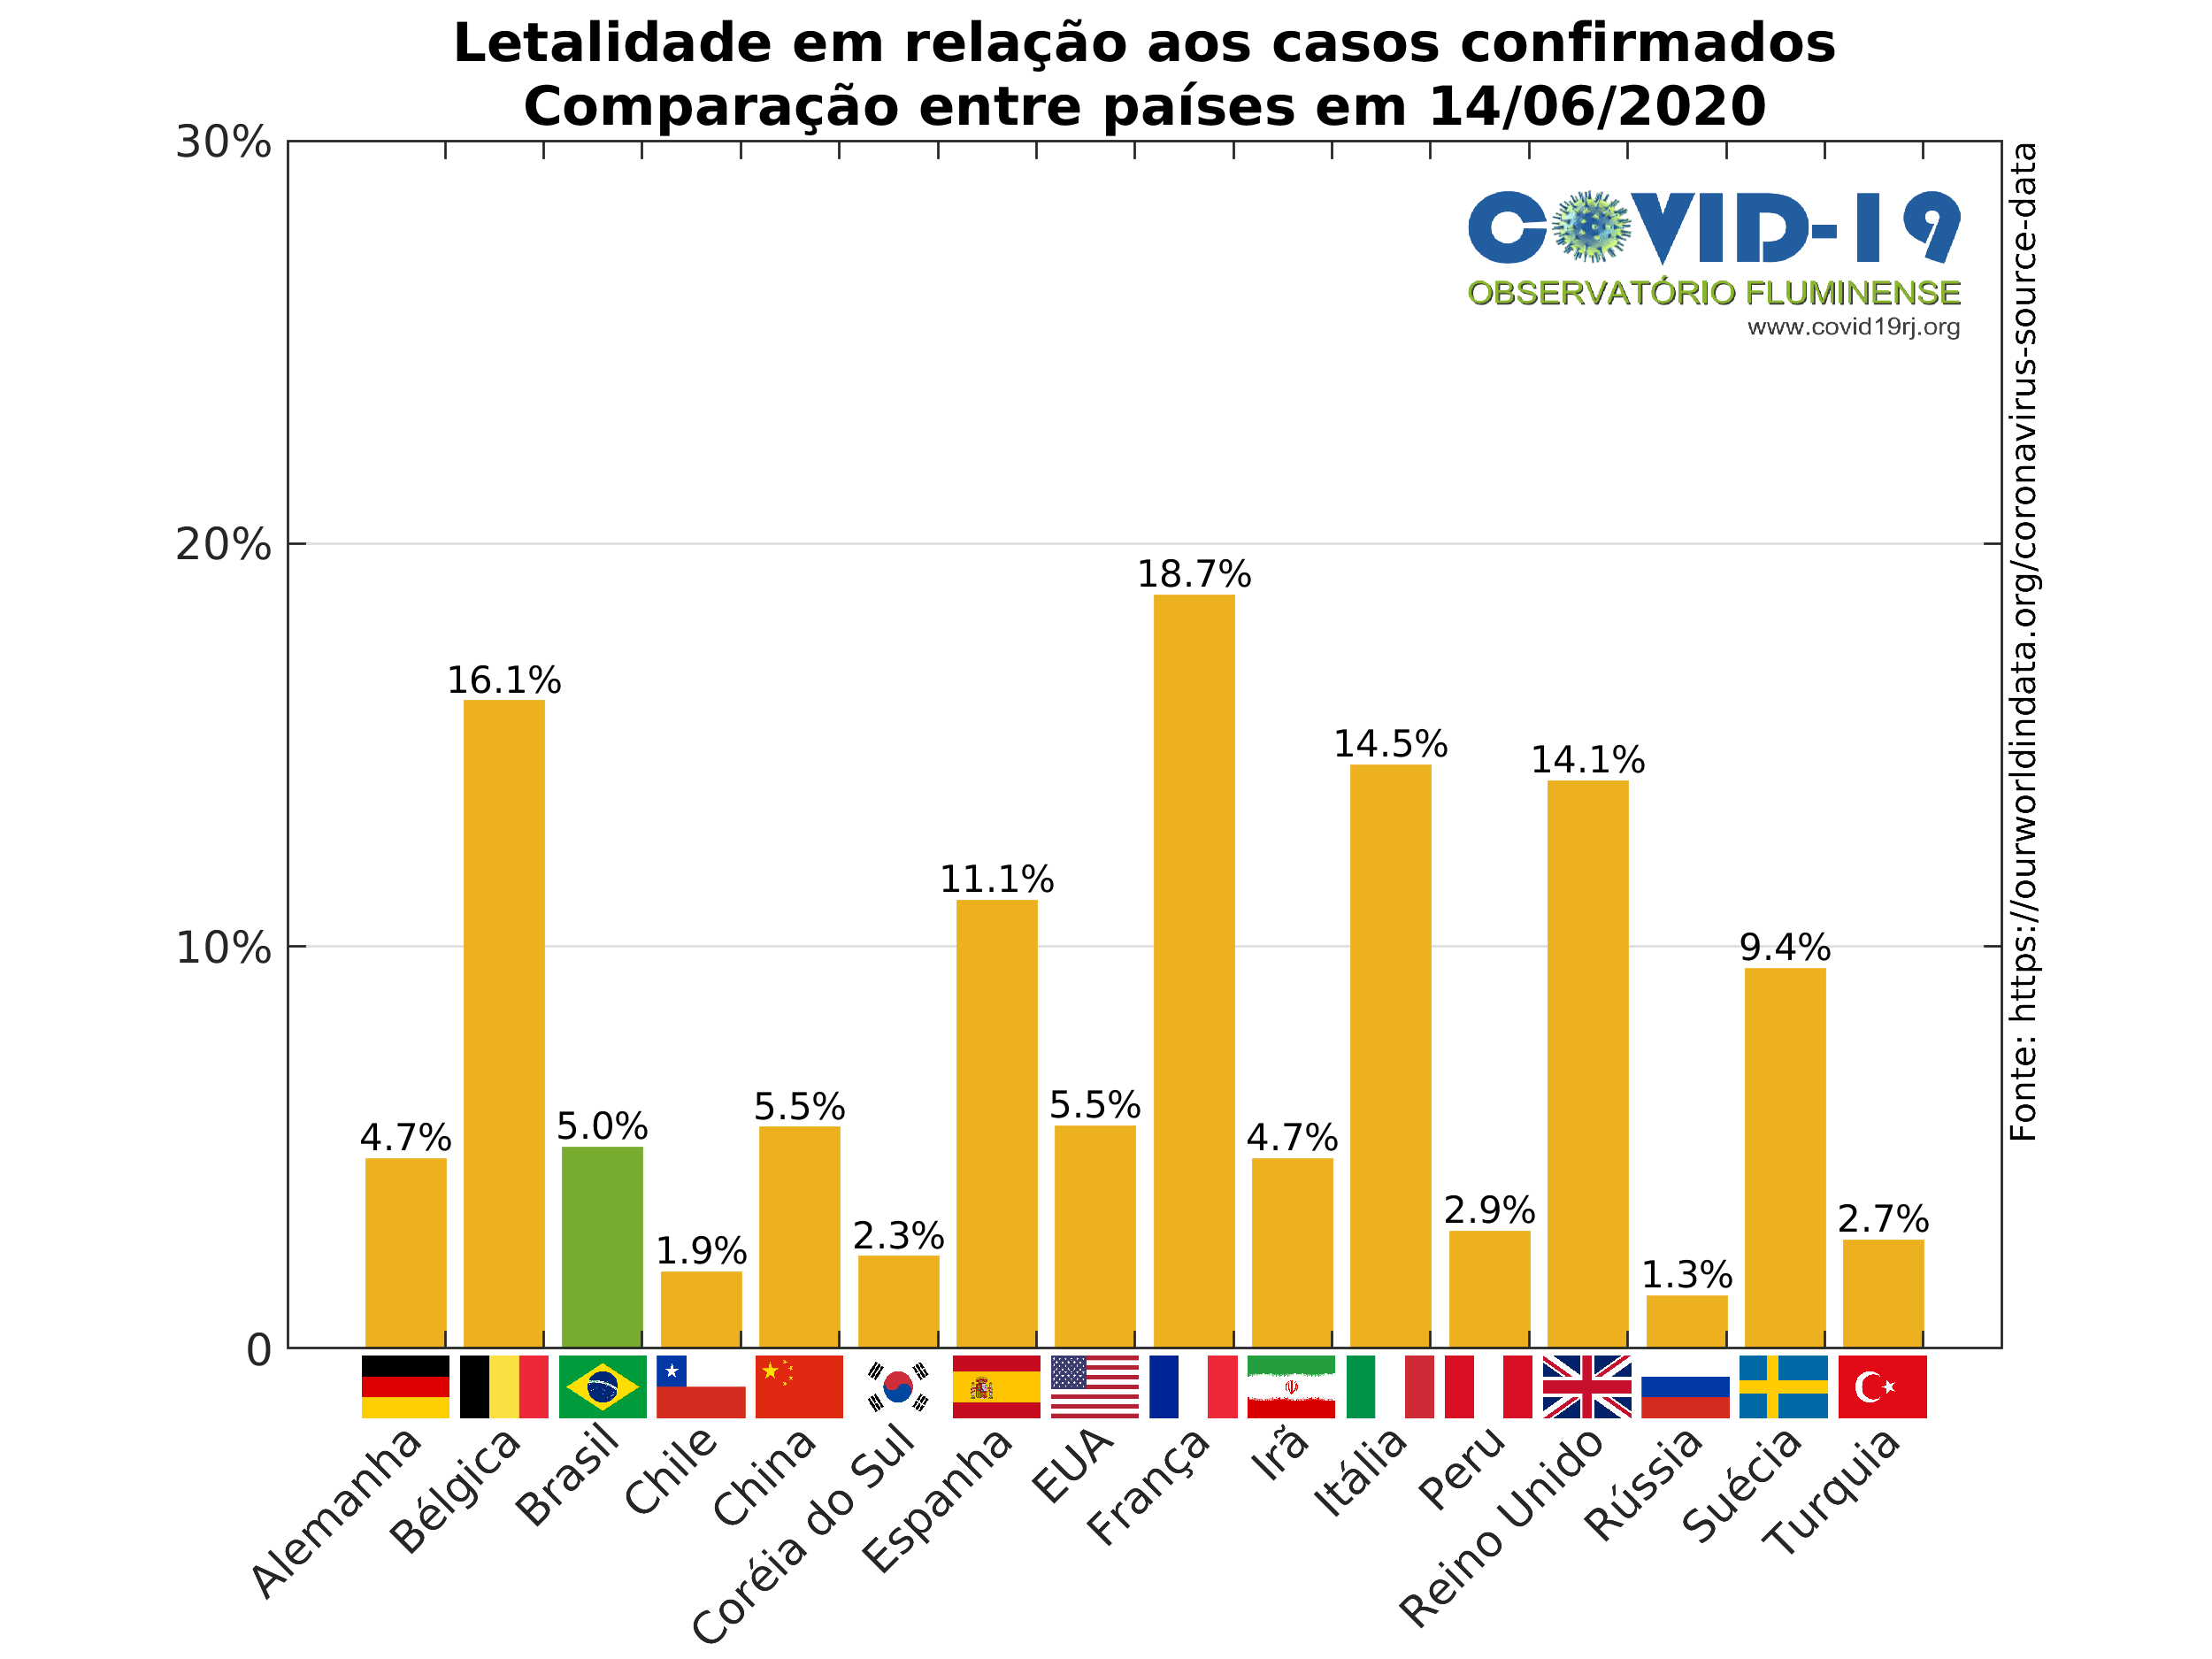 Letalidade em relação aos casos confirmados
Comparação entre países em 14/06/2020
30%
20%
10%
0
COVID-19
OBSERVATÓRIO FLUMINENSE
www.covid19rj.org
Fonte: https://ourworldindata.org/coronavirus-source-data
4.7%
16.1%
5.0%
1.9%
5.5%
2.3%
11.1%
5.5%
18.7%
4.7%
14.5%
2.9%
14.1%
1.3%
9.4%
2.7%
Alemanha
Bélgica
Brasil
Chile
China
Coréia do Sul
Espanha
EUA
França
Irã
Itália
Peru
Reino Unido
Rússia
Suécia
Turquia